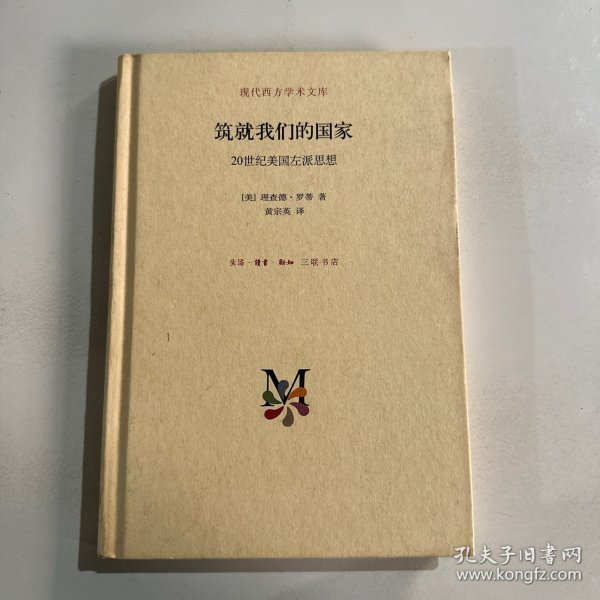 现代西方学术文库
筑就我们的国家
20世纪美国左派思想
[美] 理查德·罗蒂 著
黄宗英 译
生活·讀書·新知 三联书店
M
孔夫子旧书网
www.kongfz.com